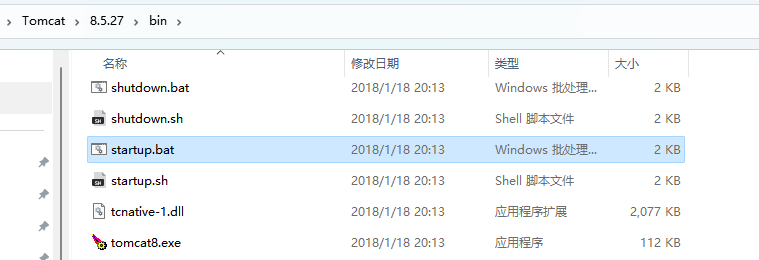 Tomcat 8.5.27 bin
名称 修改日期 类型 大小
shutdown.bat 2018/1/18 20:13 Windows 批处理... 2 KB
shutdown.sh 2018/1/18 20:13 Shell 脚本文件 2 KB
startup.bat 2018/1/18 20:13 Windows 批处理... 2 KB
startup.sh 2018/1/18 20:13 Shell 脚本文件 2 KB
tcnative-1.dll 2018/1/18 20:13 应用程序扩展 2,077 KB
tomcat8.exe 2018/1/18 20:13 应用程序 112 KB